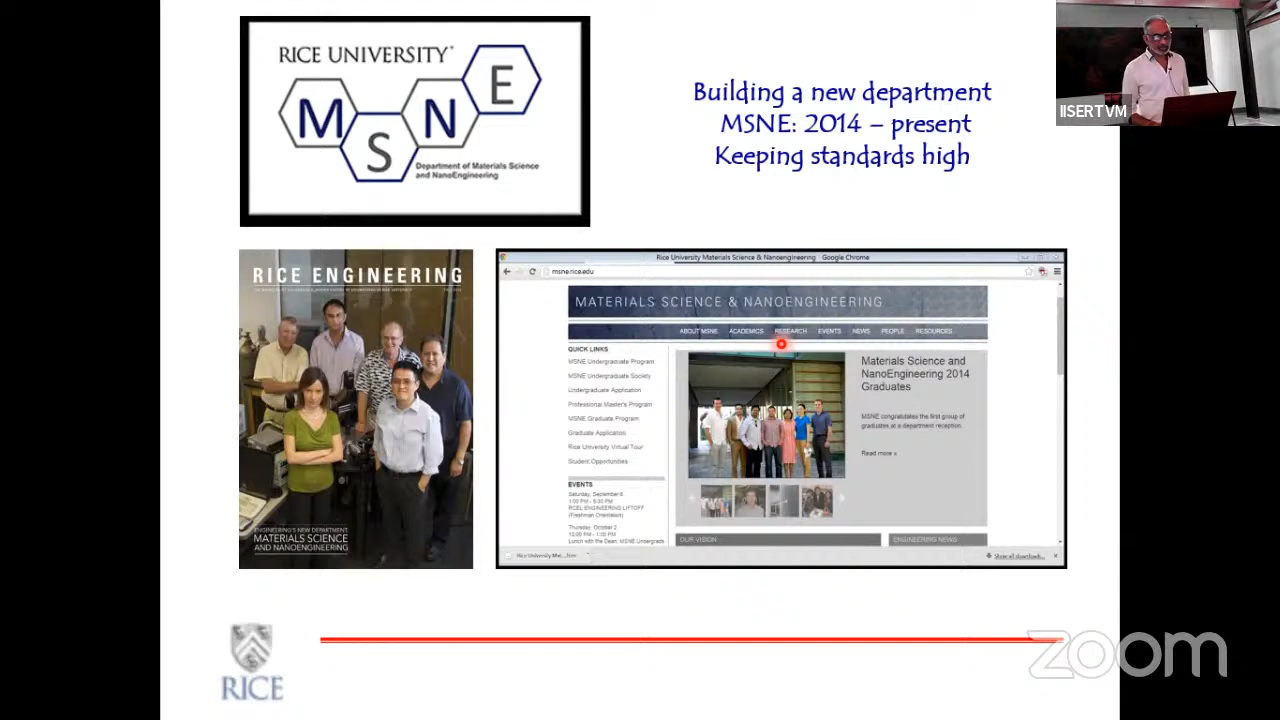 RICE UNIVERSITY
M S N E
Department of Materials Science
and NanoEngineering
Building a new department
MSNE: 2014 – present
Keeping standards high
IISERTVM
RICE ENGINEERING
ENGINEERING'S NEW DEPARTMENT
MATERIALS SCIENCE
AND NANOENGINEERING
Rice University Materials Science & Nanoengineering - Google Chrome
msne.rice.edu
MATERIALS SCIENCE & NANOENGINEERING
ABOUT MSNE ACADEMICS RESEARCH EVENTS NEWS PEOPLE RESOURCES
QUICK LINKS
MSNE Undergraduate Program
MSNE Undergraduate Society
Undergraduate Application
Professional Master's Program
MSNE Graduate Program
Graduate Application
Rice University Virtual Tour
Student Opportunities
EVENTS
Saturday, September 6
1:00 PM - 5:30 PM
RCEL ENGINEERING LIFTOFF
(Freshman Orientation)
Thursday, October 2
12:00 PM - 1:00 PM
Lunch with the Dean: MSNE Undergrads
Materials Science and
NanoEngineering 2014
Graduates
MSNE congratulates the first group of
graduates at a department reception.
Read more »
OUR VISION
ENGINEERING NEWS
Rice University Mat....htm
Show all downloads...
RICE
zoom